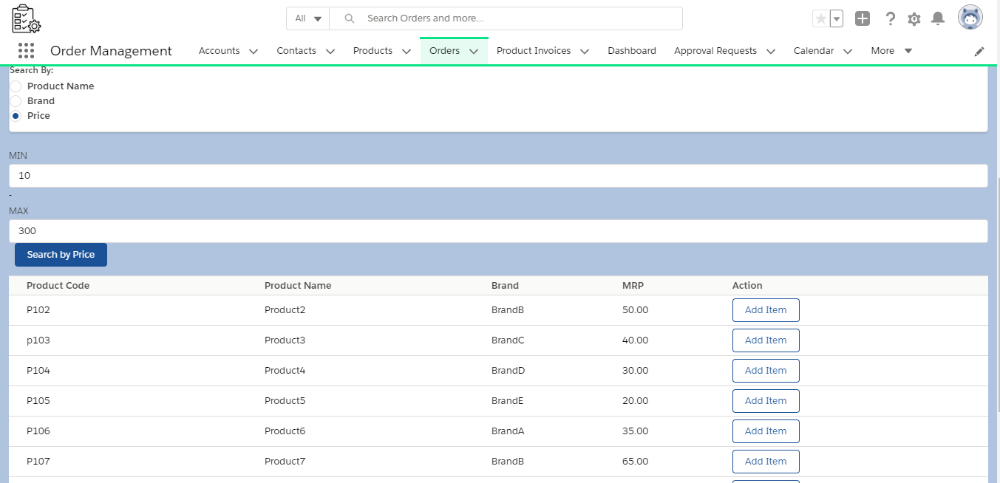 All Search Orders and more...
Order Management Accounts Contacts Products Orders Product Invoices Dashboard Approval Requests Calendar More
Search By:
Product Name
Brand
Price
MIN
10
-
MAX
300
Search by Price
Product Code Product Name Brand MRP Action
P102 Product2 BrandB 50.00 Add Item
p103 Product3 BrandC 40.00 Add Item
P104 Product4 BrandD 30.00 Add Item
P105 Product5 BrandE 20.00 Add Item
P106 Product6 BrandA 35.00 Add Item
P107 Product7 BrandB 65.00 Add Item